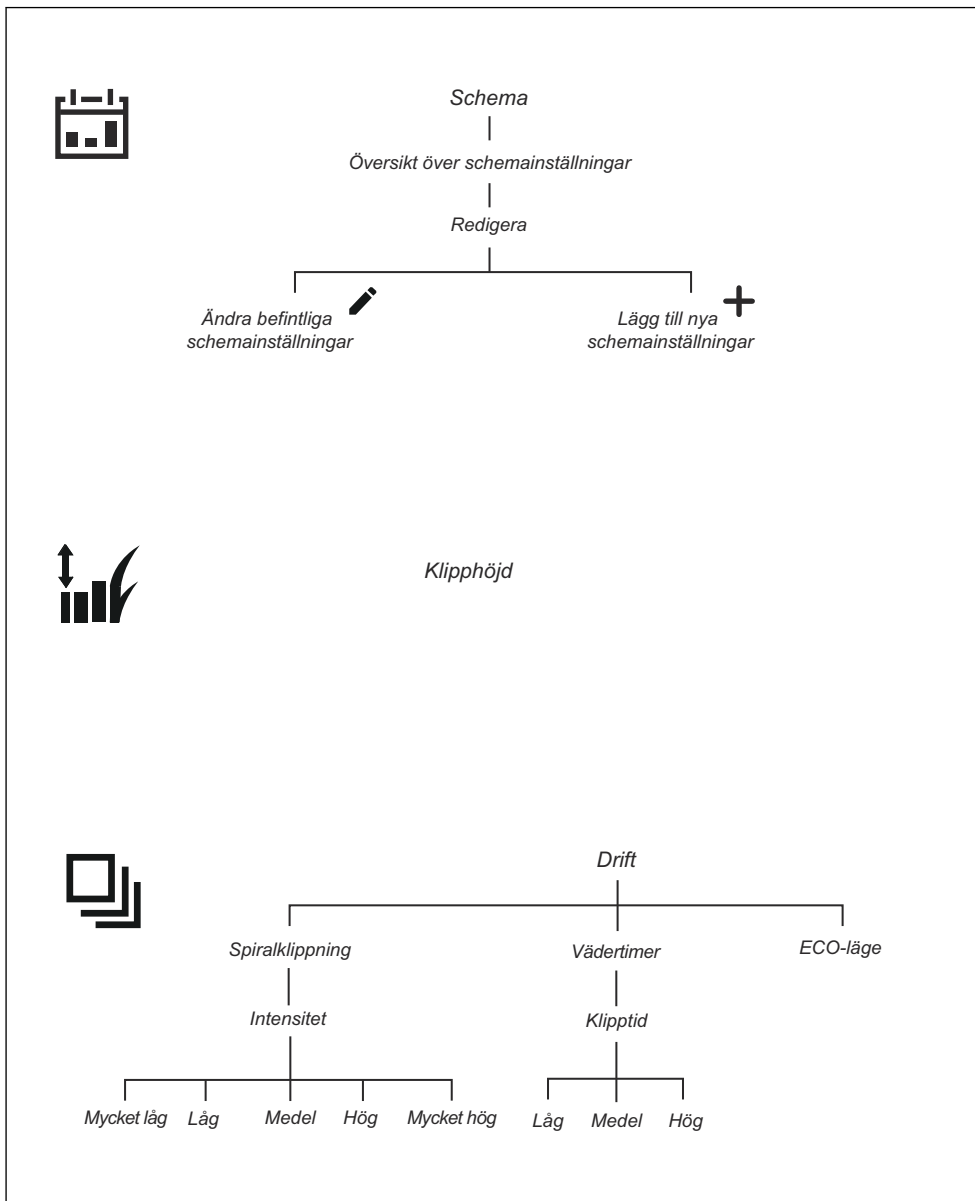 Schema
Översikt över schemainställningar
Redigera
Ändra befintliga
schemainställningar
Lägg till nya
schemainställningar
Klipphöjd
Drift
Spiralklippning
Vädertimer
ECO-läge
Intensitet
Klipptid
Mycket låg
Låg
Medel
Hög
Mycket hög
Låg
Medel
Hög